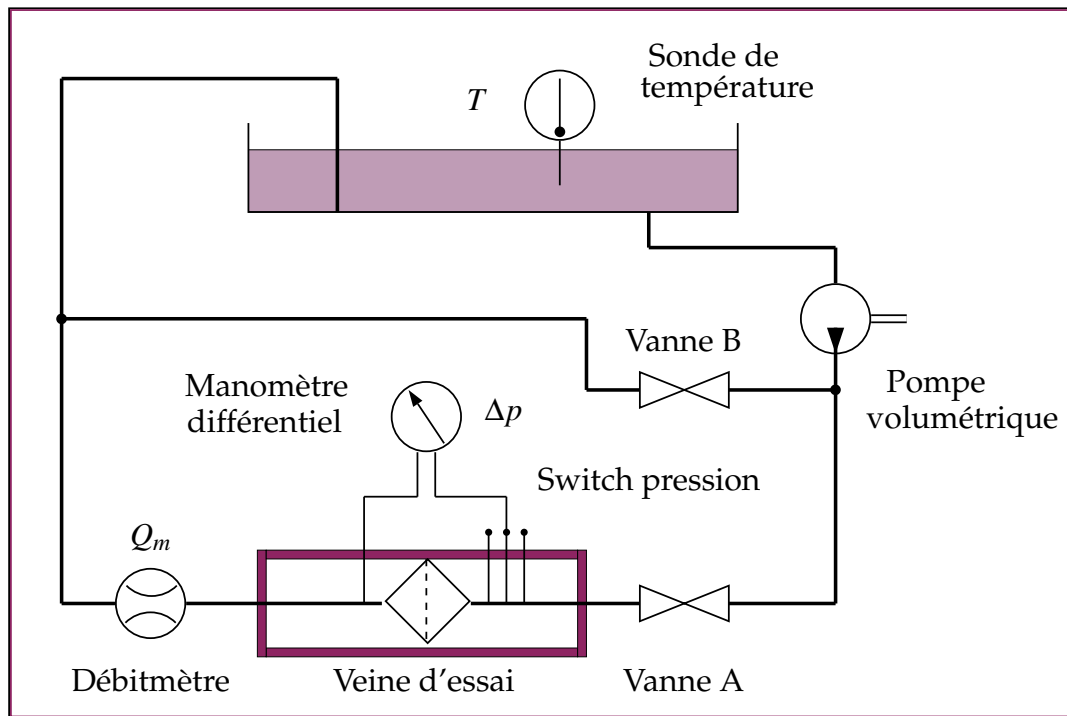 Sonde de
température
T
Vanne B
Manomètre
différentiel
Δp
Pompe
volumétrique
Switch pression
Qm
Débitmètre
Veine d'essai
Vanne A